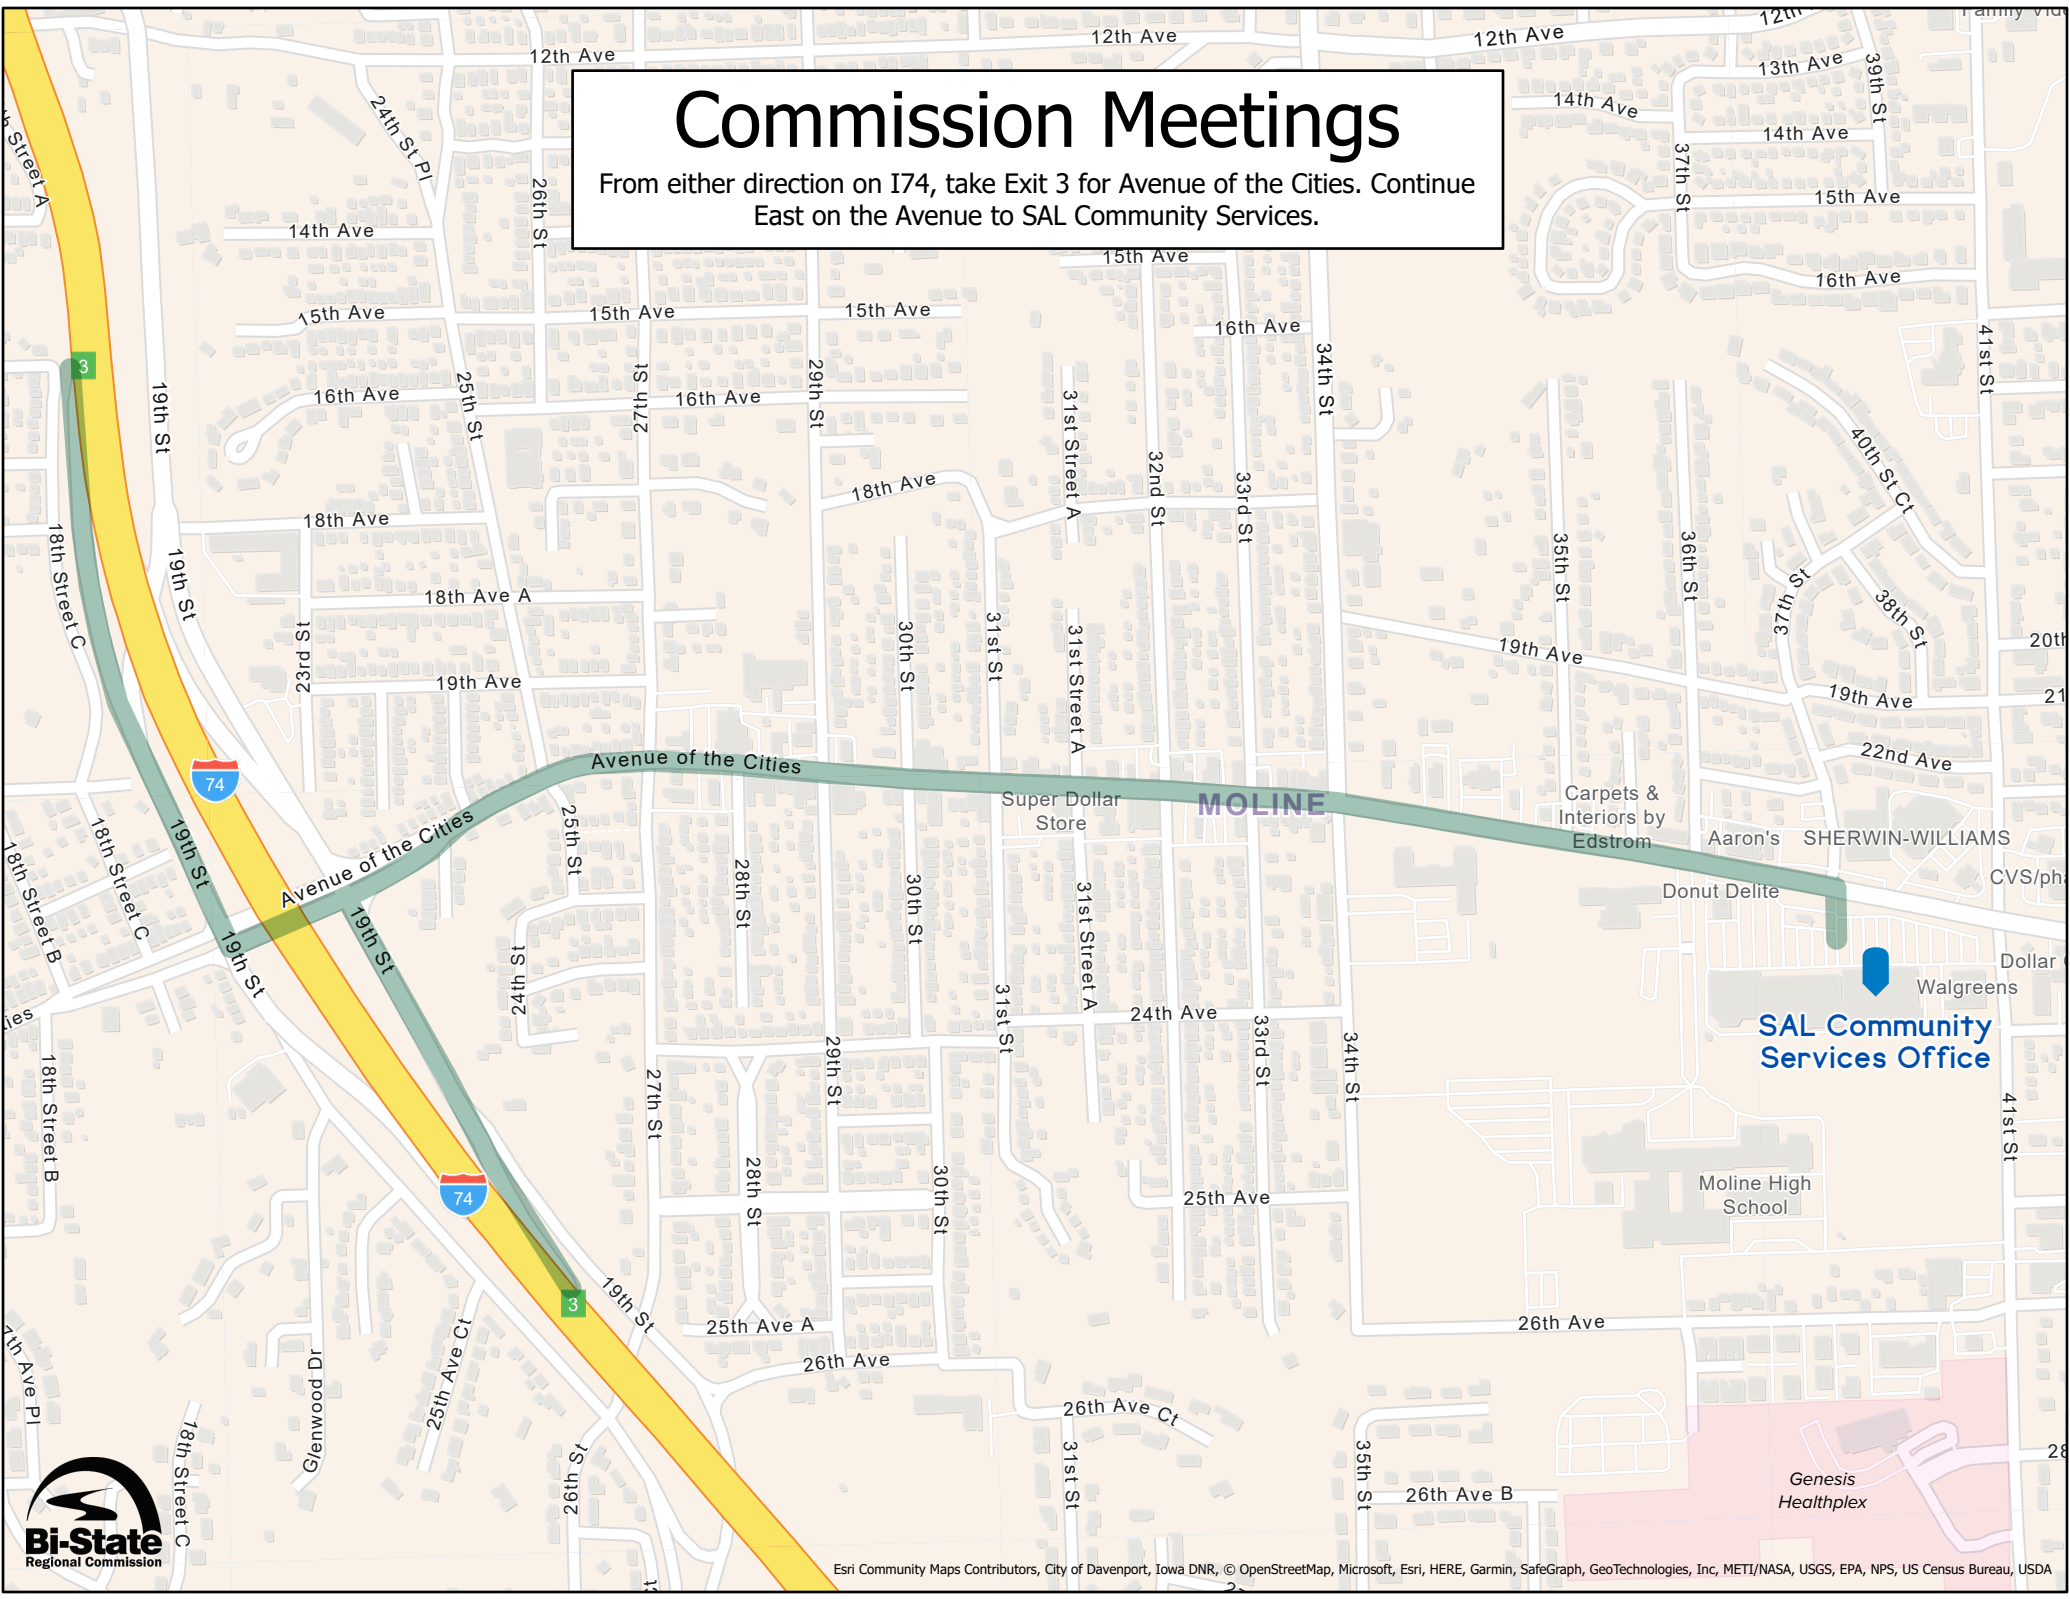 Commission Meetings
From either direction on I74, take Exit 3 for Avenue of the Cities. Continue
East on the Avenue to SAL Community Services.
12th Ave
12th Ave
12th Ave
13th Ave
39th St
14th Ave
14th Ave
37th St
15th Ave
16th Ave
24th St Pl
26th St
14th Ave
15th Ave
15th Ave
15th Ave
15th Ave
16th Ave
3
19th St
16th Ave
25th St
27th St
16th Ave
29th St
34th St
41st St
31st Street A
32nd St
33rd St
40th St Ct
18th Ave
18th Ave
18th Street C
19th St
18th Ave A
23rd St
30th St
31st St
31st Street A
35th St
36th St
37th St
38th St
19th Ave
19th Ave
19th Ave
22nd Ave
74
Avenue of the Cities
Avenue of the Cities
Super Dollar
Store
MOLINE
Carpets &
Interiors by
Edstrom
Aaron's
SHERWIN-WILLIAMS
Donut Delite
19th St
18th Street C
18th Street B
25th St
28th St
30th St
31st Street A
19th St
19th St
24th St
Walgreens
SAL Community
Services Office
31st St
24th Ave
33rd St
34th St
29th St
27th St
18th Street B
41st St
74
28th St
30th St
25th Ave
Moline High
School
3
19th St
25th Ave A
26th Ave
26th Ave
Glenwood Dr
25th Ave Ct
26th Ave Ct
18th Street C
26th St
31st St
35th St
26th Ave B
Genesis
Healthplex
Bi-State
Regional Commission
Esri Community Maps Contributors, City of Davenport, Iowa DNR, © OpenStreetMap, Microsoft, Esri, HERE, Garmin, SafeGraph, GeoTechnologies, Inc, METI/NASA, USGS, EPA, NPS, US Census Bureau, USDA